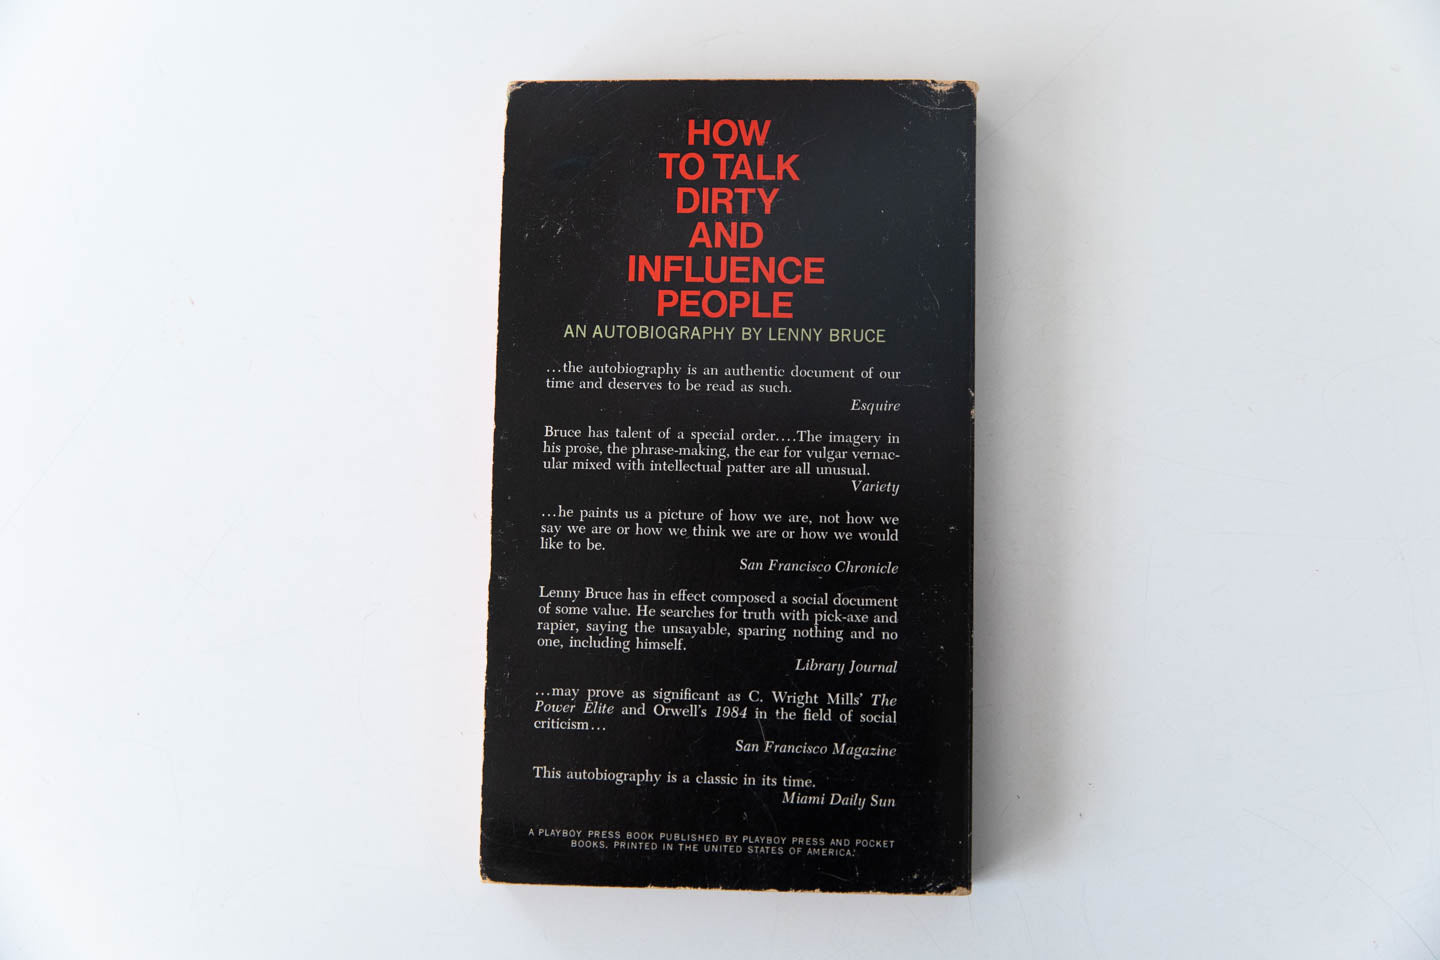 HOW
TO TALK
DIRTY
AND
INFLUENCE
PEOPLE
AN AUTOBIOGRAPHY BY LENNY BRUCE
...the autobiography is an authentic document of our
time and deserves to be read as such.
Esquire
Bruce has talent of a special order....The imagery in
his prose, the phrase-making, the ear for vulgar vernac-
ular mixed with intellectual patter are all unusual.
Variety
...he paints us a picture of how we are, not how we
say we are or how we think we are or how we would
like to be.
San Francisco Chronicle
Lenny Bruce has in effect composed a social document
of some value. He searches for truth with pick-axe and
rapier, saying the unsayable, sparing nothing and no
one, including himself.
Library Journal
...may prove as significant as C. Wright Mills' The
Power Elite and Orwell's 1984 in the field of social
criticism...
San Francisco Magazine
This autobiography is a classic in its time.
Miami Daily Sun
A PLAYBOY PRESS BOOK PUBLISHED BY PLAYBOY PRESS AND POCKET
BOOKS. PRINTED IN THE UNITED STATES OF AMERICA.